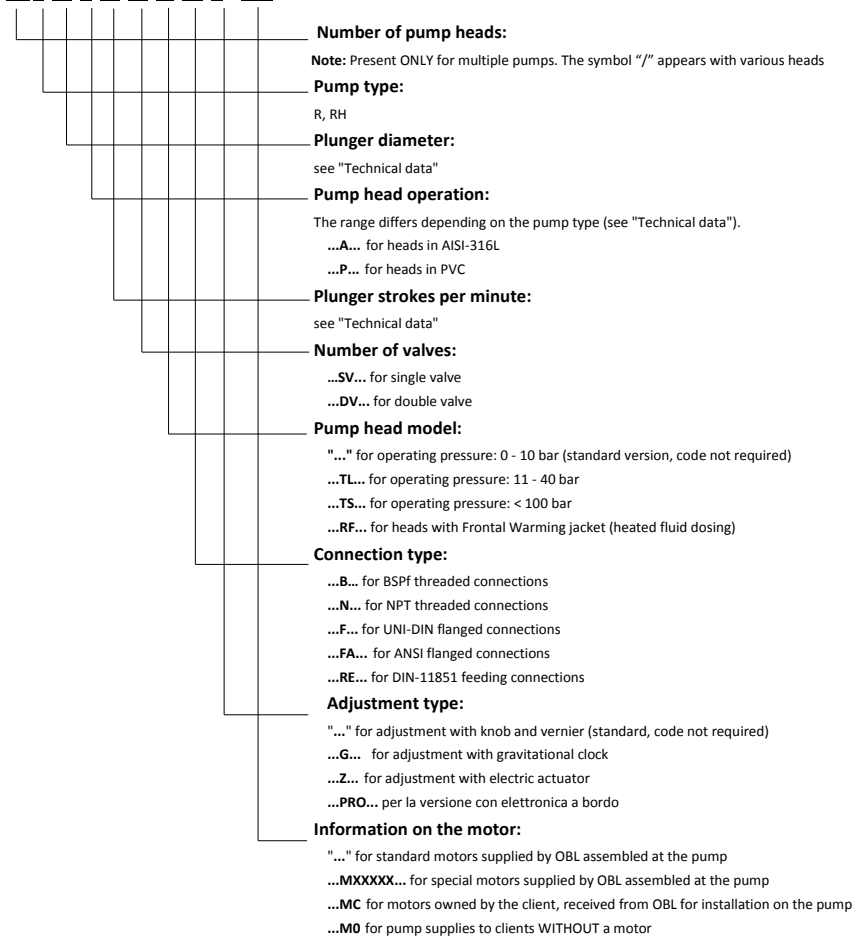 Number of pump heads:
Note: Present ONLY for multiple pumps. The symbol “/” appears with various heads
Pump type:
R, RH
Plunger diameter:
see "Technical data"
Pump head operation:
The range differs depending on the pump type (see "Technical data").
...A... for heads in AISI-316L
...P... for heads in PVC
Plunger strokes per minute:
see "Technical data"
Number of valves:
...SV... for single valve
...DV... for double valve
Pump head model:
"..." for operating pressure: 0 - 10 bar (standard version, code not required)
...TL... for operating pressure: 11 - 40 bar
...TS... for operating pressure: < 100 bar
...RF... for heads with Frontal Warming jacket (heated fluid dosing)
Connection type:
...B... for BSPf threaded connections
...N... for NPT threaded connections
...F... for UNI-DIN flanged connections
...FA... for ANSI flanged connections
...RE... for DIN-11851 feeding connections
Adjustment type:
"..." for adjustment with knob and vernier (standard, code not required)
...G... for adjustment with gravitational clock
...Z... for adjustment with electric actuator
...PRO... per la versione con elettronica a bordo
Information on the motor:
"..." for standard motors supplied by OBL assembled at the pump
...MXXXXX... for special motors supplied by OBL assembled at the pump
...MC for motors owned by the client, received from OBL for installation on the pump
...M0 for pump supplies to clients WITHOUT a motor